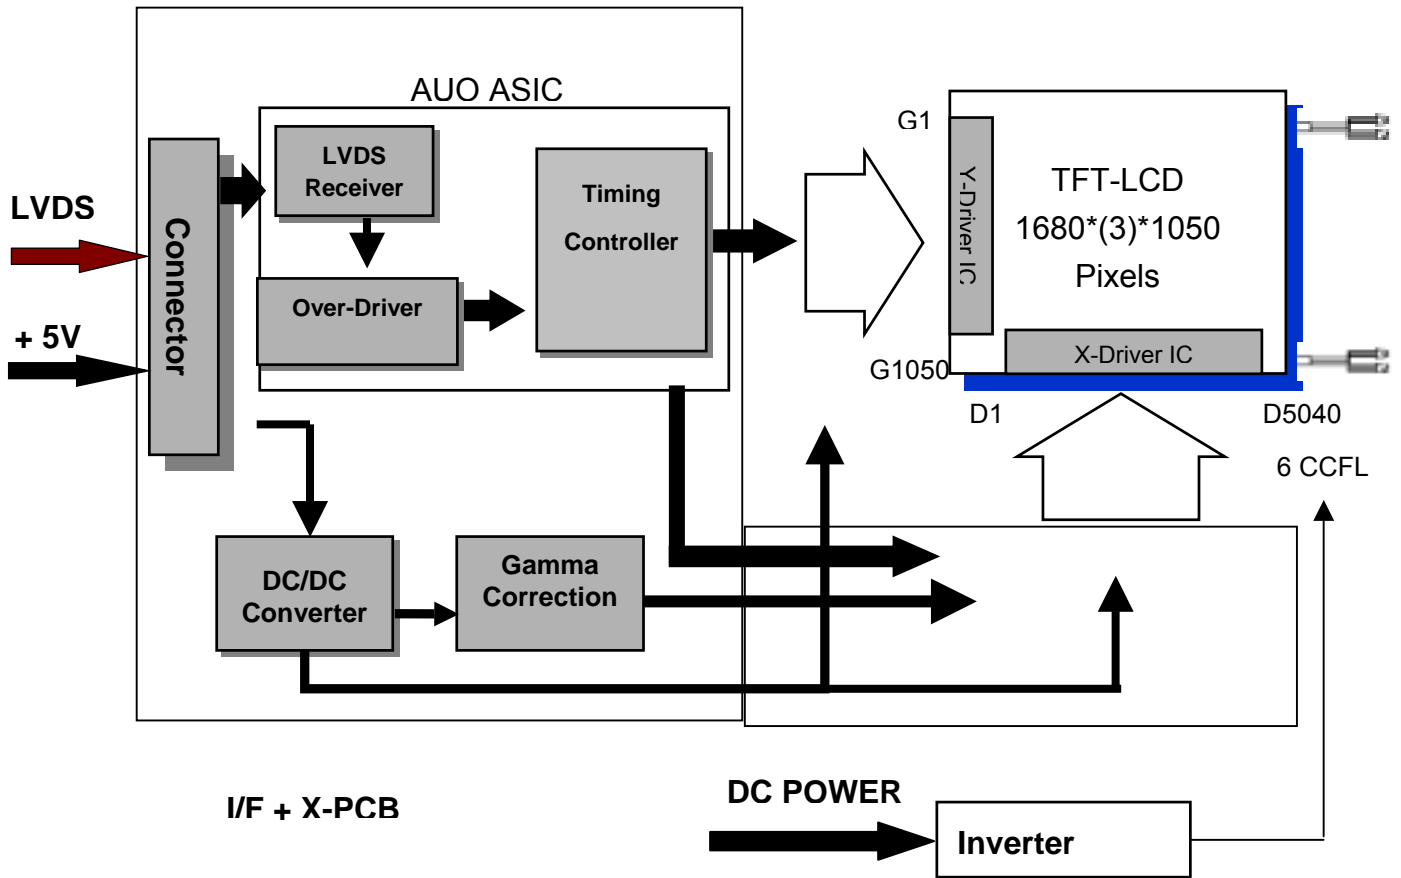 AUO ASIC
LVDS
Receiver
Timing
Controller
Over-Driver
LVDS
+ 5V
Connector
G1
Y-Driver IC
TFT-LCD
1680*(3)*1050
Pixels
X-Driver IC
G1050
D1
D5040
6 CCFL
DC/DC
Converter
Gamma
Correction
I/F + X-PCB
DC POWER
Inverter